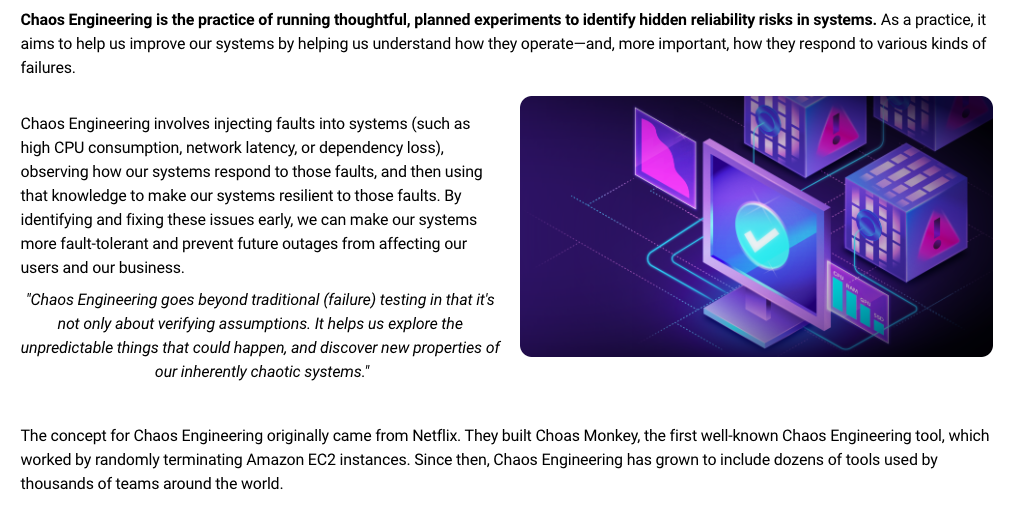 Chaos Engineering is the practice of running thoughtful, planned experiments to identify hidden reliability risks in systems. As a practice, it
aims to help us improve our systems by helping us understand how they operate—and, more important, how they respond to various kinds of
failures.
Chaos Engineering involves injecting faults into systems (such as
high CPU consumption, network latency, or dependency loss),
observing how our systems respond to those faults, and then using
that knowledge to make our systems resilient to those faults. By
identifying and fixing these issues early, we can make our systems
more fault-tolerant and prevent future outages from affecting our
users and our business.
"Chaos Engineering goes beyond traditional (failure) testing in that it's
not only about verifying assumptions. It helps us explore the
unpredictable things that could happen, and discover new properties of
our inherently chaotic systems."
CPU
RAM
The concept for Chaos Engineering originally came from Netflix. They built Choas Monkey, the first well-known Chaos Engineering tool, which
worked by randomly terminating Amazon EC2 instances. Since then, Chaos Engineering has grown to include dozens of tools used by
thousands of teams around the world.